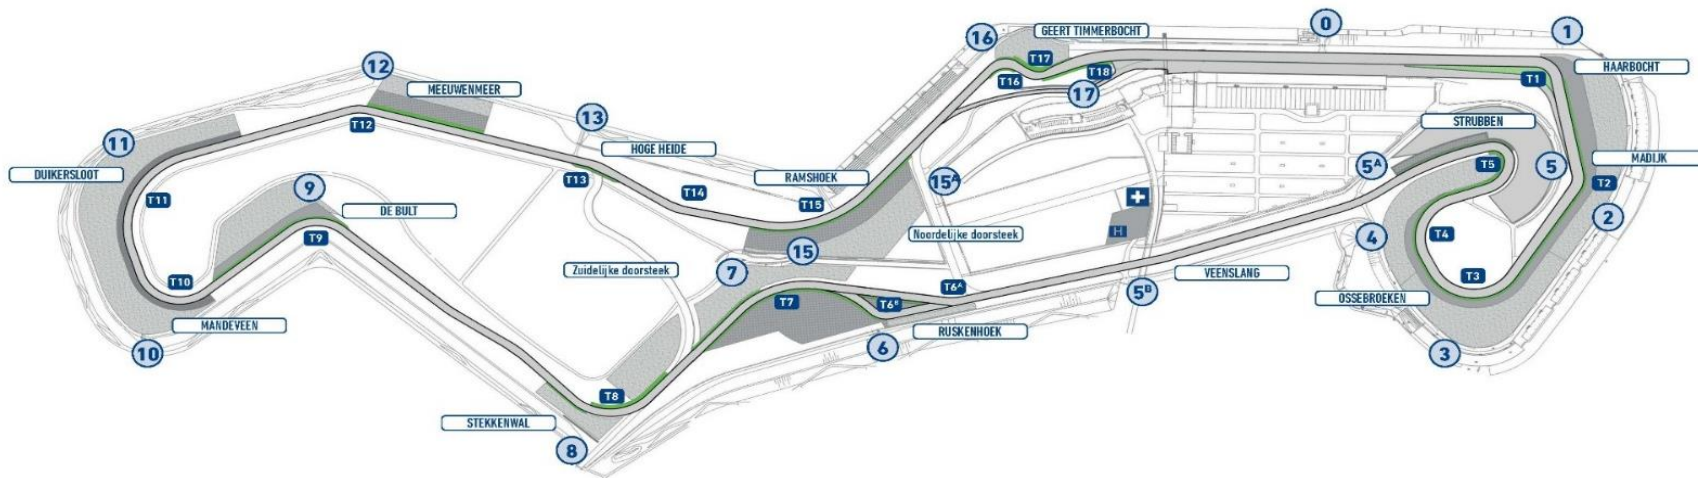 0
1
16
GEERT TIMMERBOCHT
T17
T16
T18
17
T1
HAARBOCHT
12
MEEUWENMEER
T12
11
13
HOGE HEIDE
STRUBBEN
T5
5A
5
MADIJK
T2
2
DUIKERSLOOT
T11
9
DE BULT
T9
T13
T14
RAMSHOEK
T15
15A
H
Noordelijke doorsteek
15
4
T4
T3
Zuidelijke doorsteek
7
T7
T6A
T6B
VEENSLANG
5B
OSSEBROEKEN
T10
MANDEVEEN
10
RUSKENHOEK
6
3
T8
STEKKENWAL
8